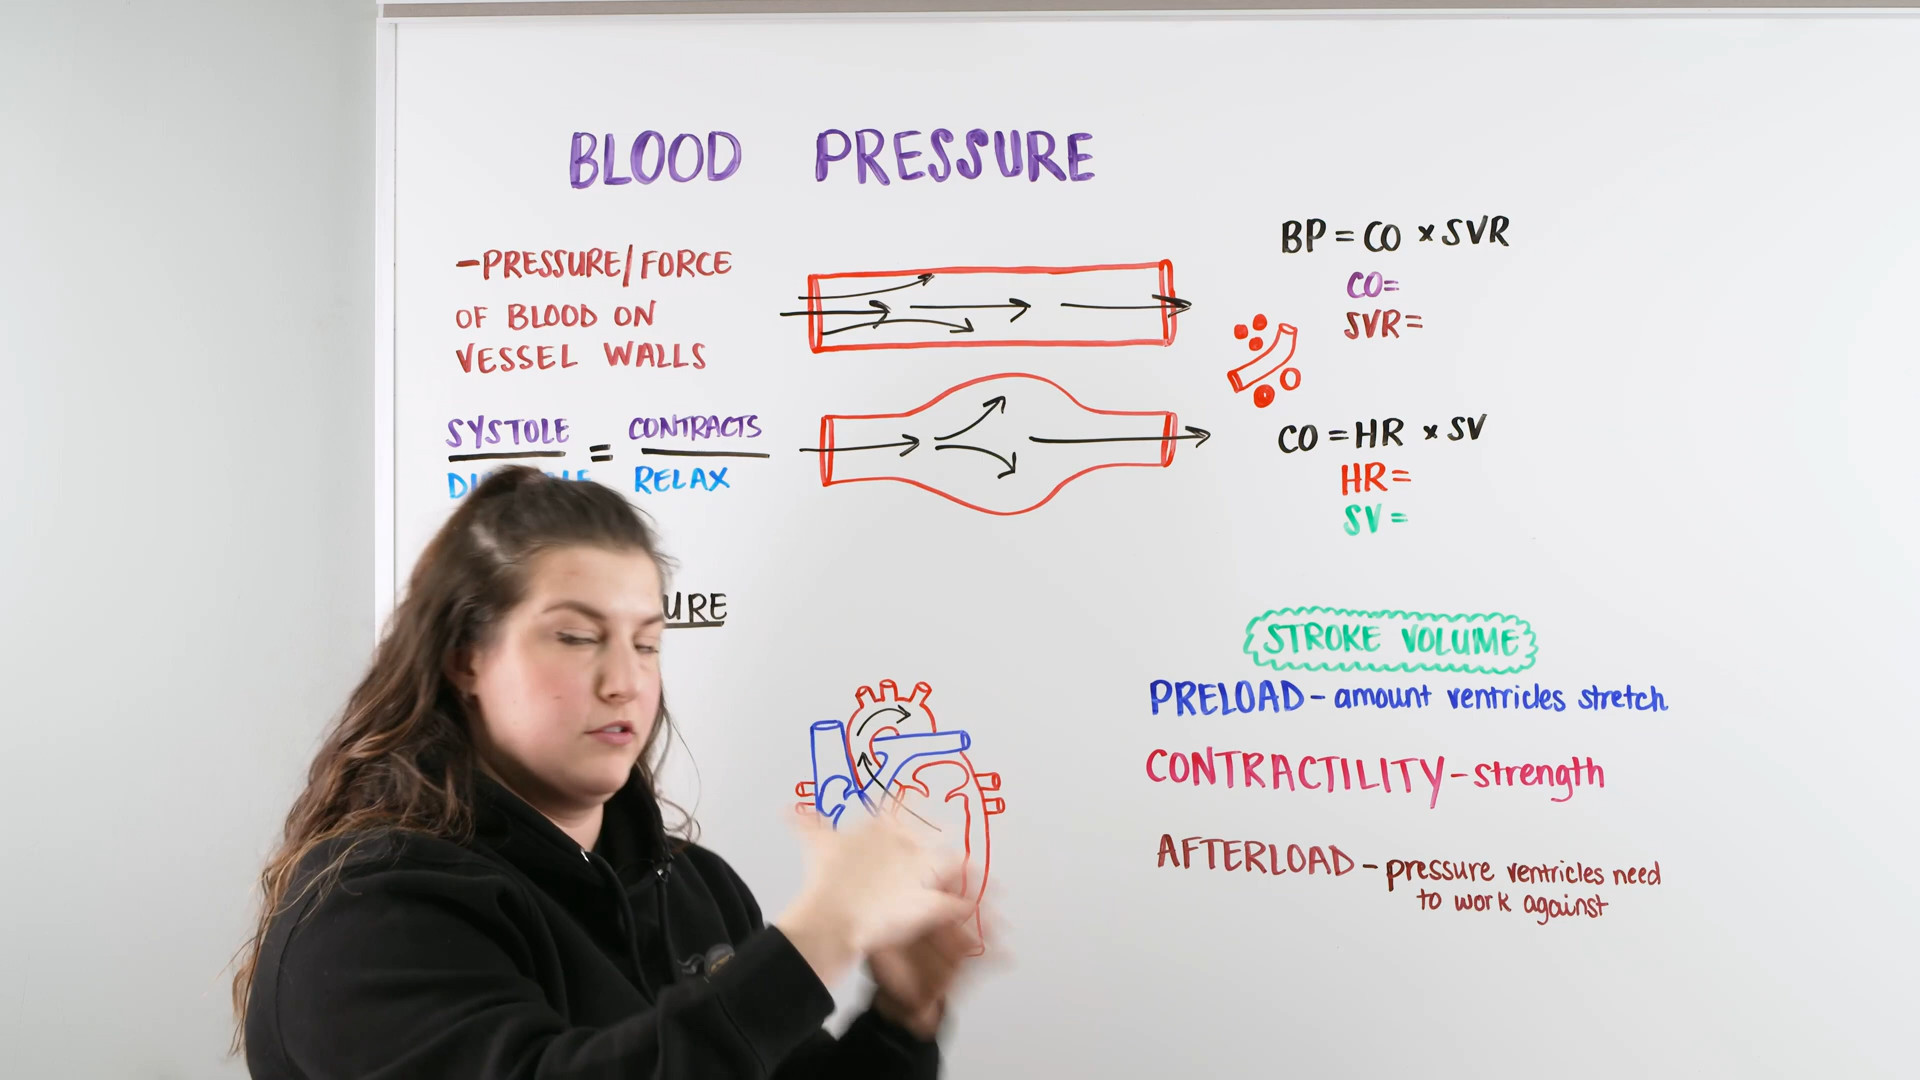 BLOOD PRESSURE
-PRESSURE/FORCE
OF BLOOD ON
VESSEL WALLS
SYSTOLE = CONTRACTS
RELAX
BP = CO × SVR
CO=
SVR=
CO = HR × SV
HR=
SV=
STROKE VOLUME
PRELOAD - amount ventricles stretch
CONTRACTILITY - strength
AFTERLOAD - pressure ventricles need
to work against